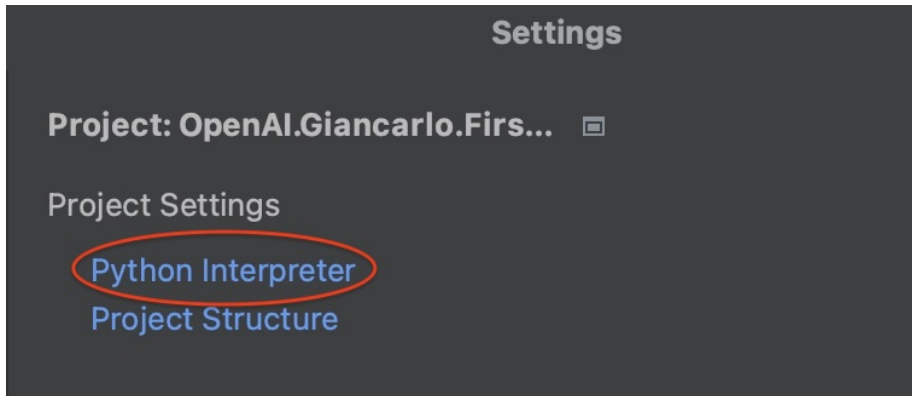 Settings
Project: OpenAI.Giancarlo.Firs...
Project Settings
Python Interpreter
Project Structure